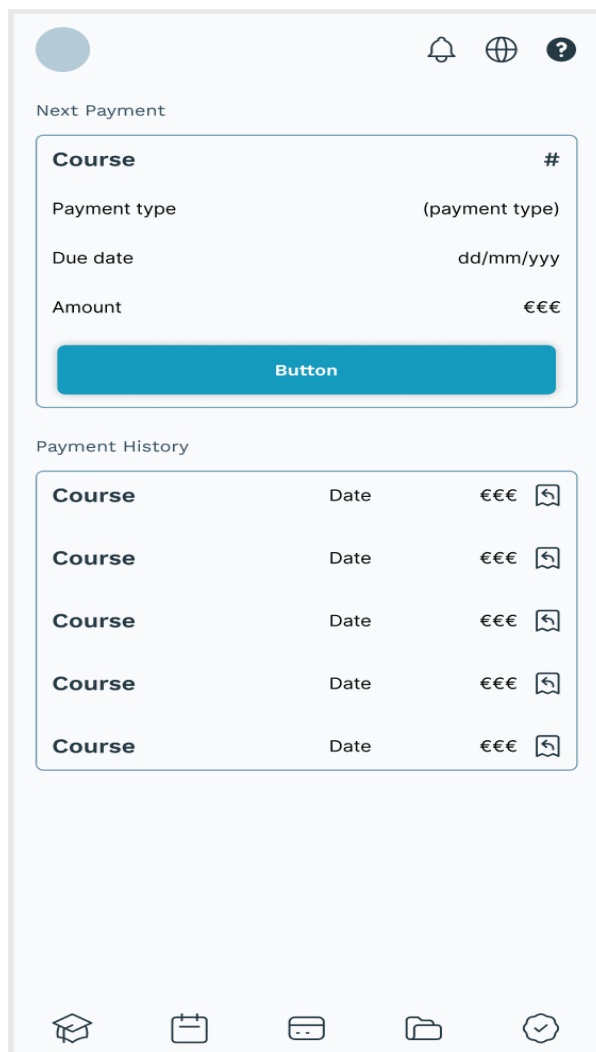 ?
Next Payment
Course #
Payment type (payment type)
Due date dd/mm/yyy
Amount €€€
Button
Payment History
Course Date €€€
Course Date €€€
Course Date €€€
Course Date €€€
Course Date €€€